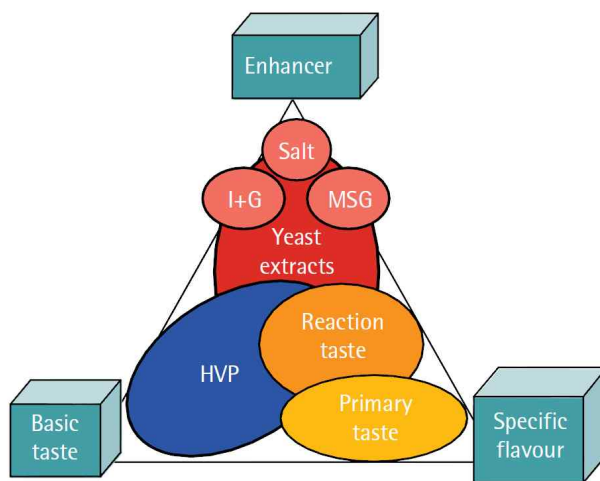 Enhancer
Salt
I+G
MSG
Yeast
extracts
Reaction
taste
HVP
Primary
taste
Basic
taste
Specific
flavour